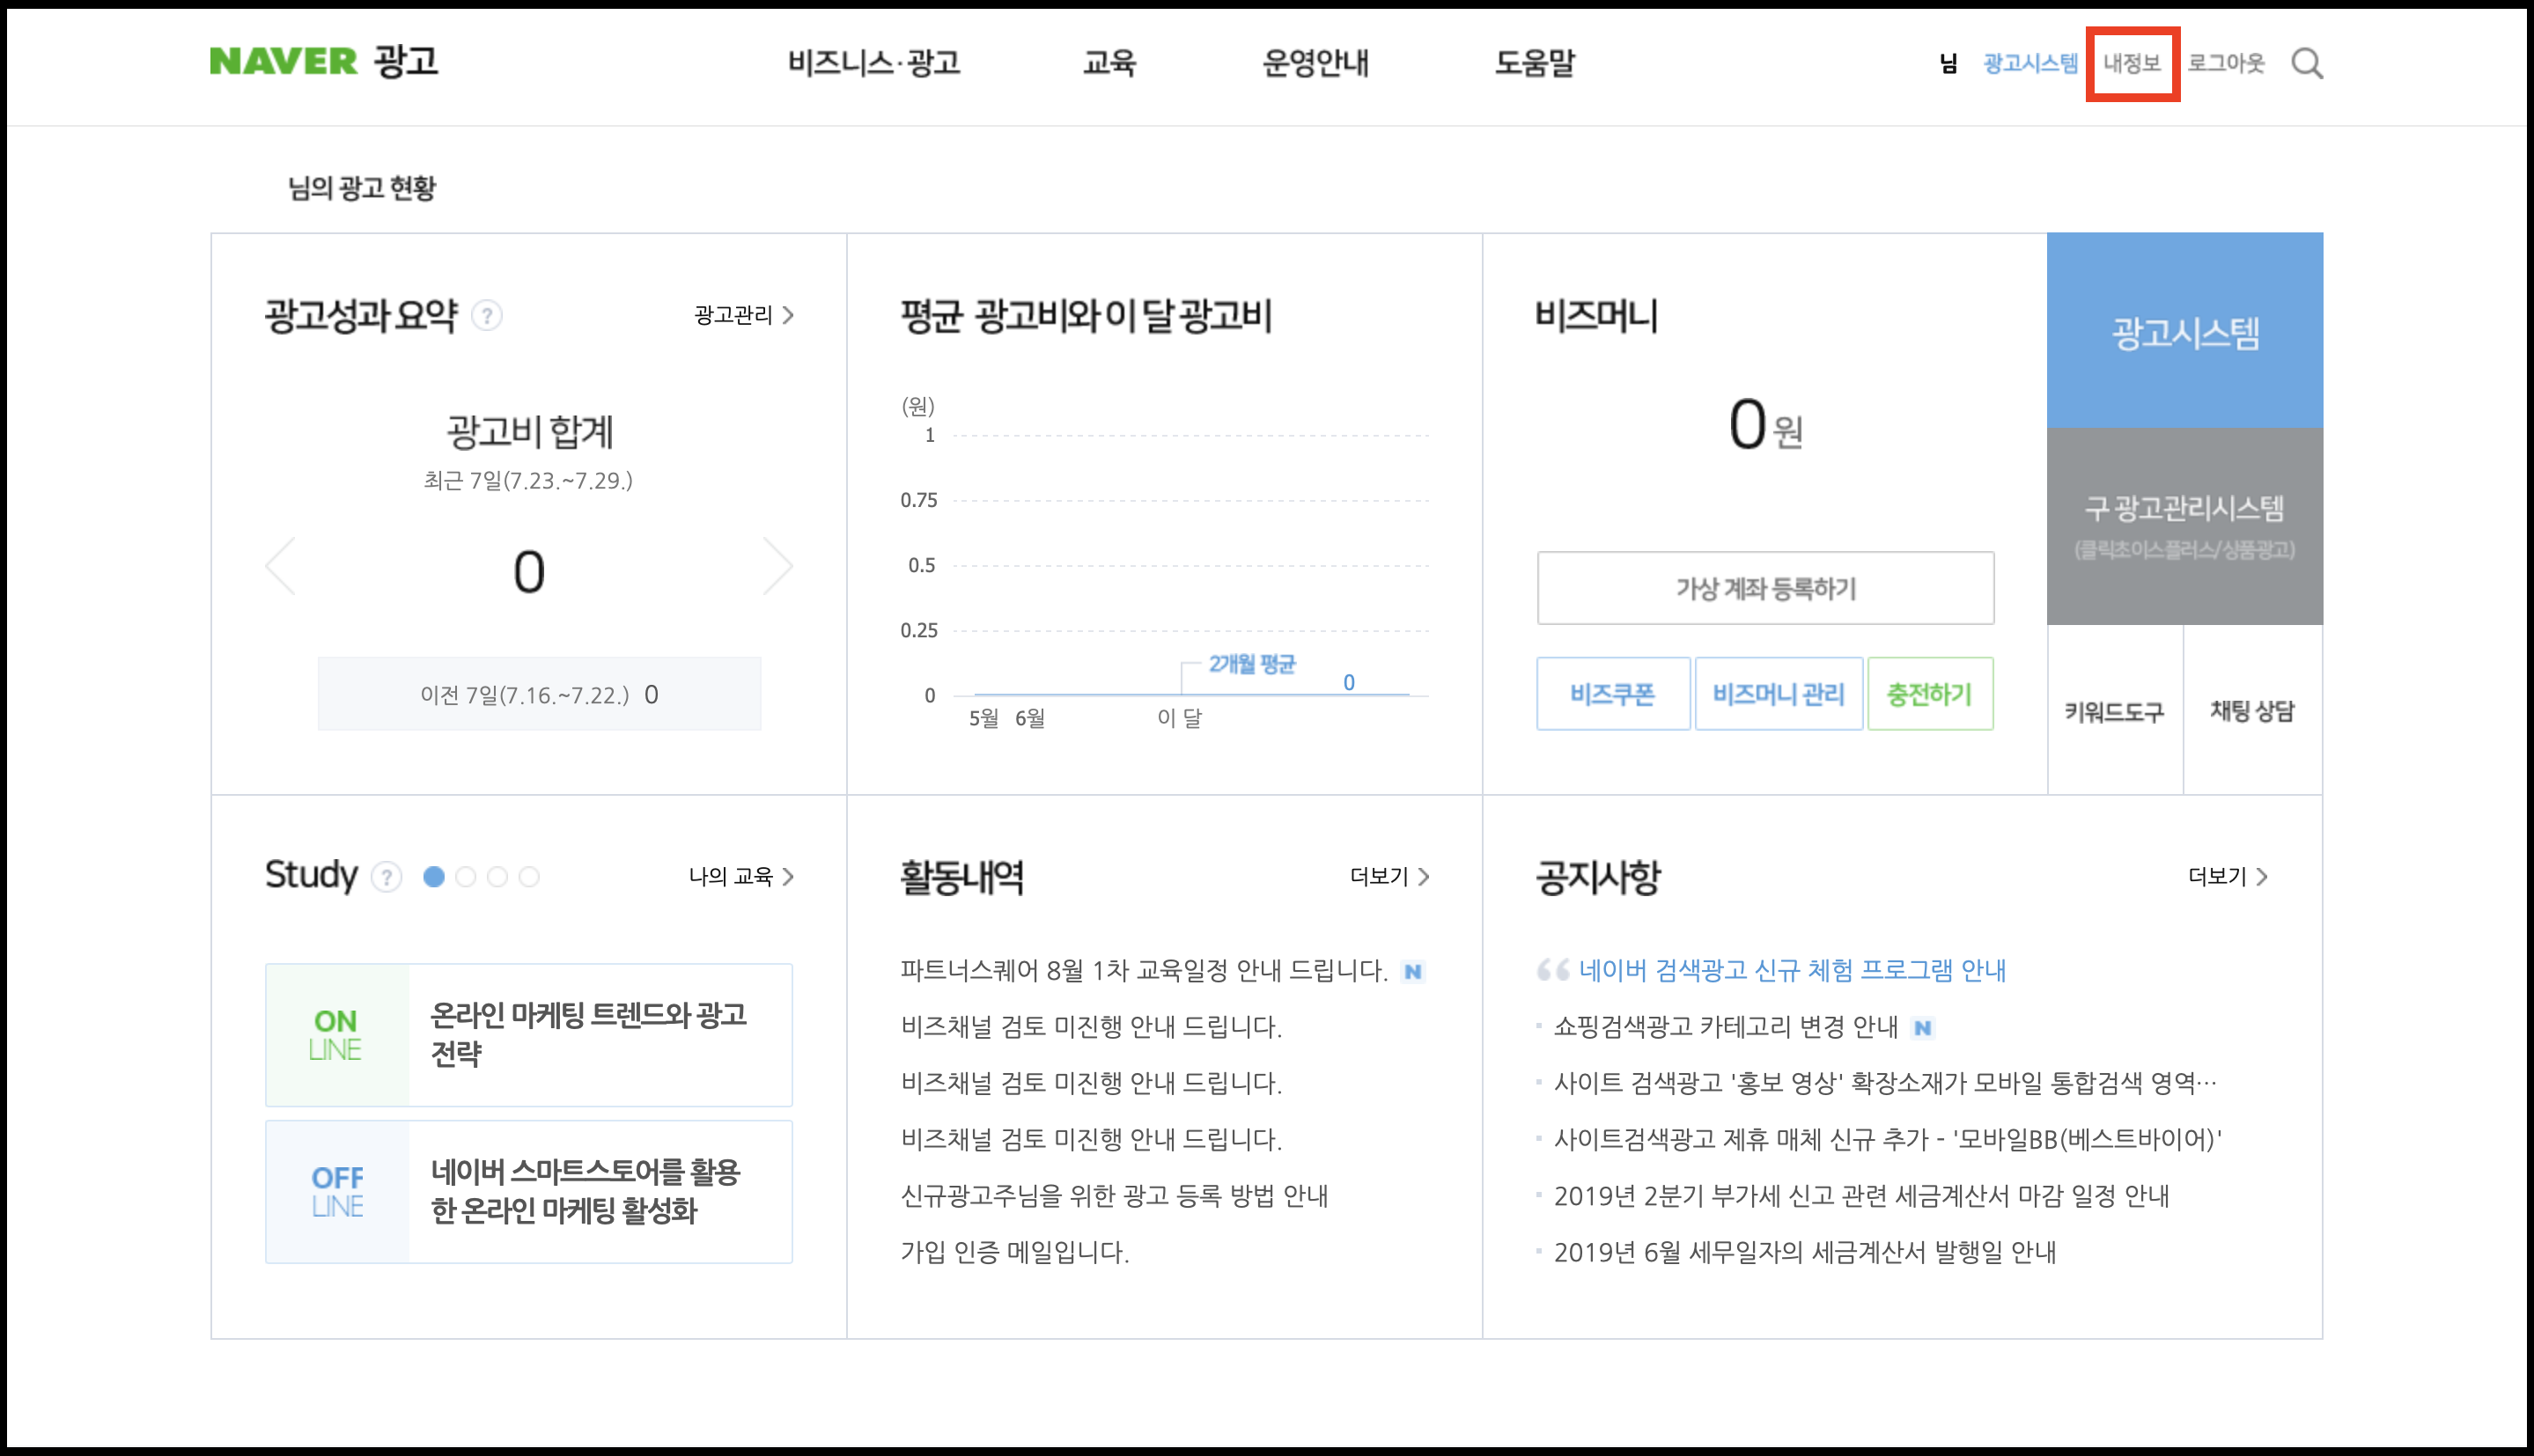 NAVER 광고
비즈니스·광고
교육
운영안내
도움말
님
광고시스템
내정보
로그아웃
님의 광고 현황
광고성과 요약 ?
광고관리
광고비 합계
최근 7일(7.23.~7.29.)
0
이전 7일(7.16.~7.22.) 0
평균 광고비와 이 달 광고비
(원)
1
0.75
0.5
0.25
0
2개월 평균
0
5월 6월 이 달
비즈머니
0원
가상 계좌 등록하기
비즈쿠폰
비즈머니 관리
충전하기
광고시스템
구 광고관리시스템
(클릭초이스플러스/상품광고)
키워드도구
채팅 상담
Study ?
나의 교육
ON
LINE
온라인 마케팅 트렌드와 광고
전략
OFF
LINE
네이버 스마트스토어를 활용
한 온라인 마케팅 활성화
활동내역
더보기
파트너스퀘어 8월 1차 교육일정 안내 드립니다. N
비즈채널 검토 미진행 안내 드립니다.
비즈채널 검토 미진행 안내 드립니다.
비즈채널 검토 미진행 안내 드립니다.
신규광고주님을 위한 광고 등록 방법 안내
가입 인증 메일입니다.
공지사항
더보기
“ 네이버 검색광고 신규 체험 프로그램 안내
쇼핑검색광고 카테고리 변경 안내 N
사이트 검색광고 '홍보 영상' 확장소재가 모바일 통합검색 영역…
사이트검색광고 제휴 매체 신규 추가 - '모바일BB(베스트바이어)'
2019년 2분기 부가세 신고 관련 세금계산서 마감 일정 안내
2019년 6월 세무일자의 세금계산서 발행일 안내